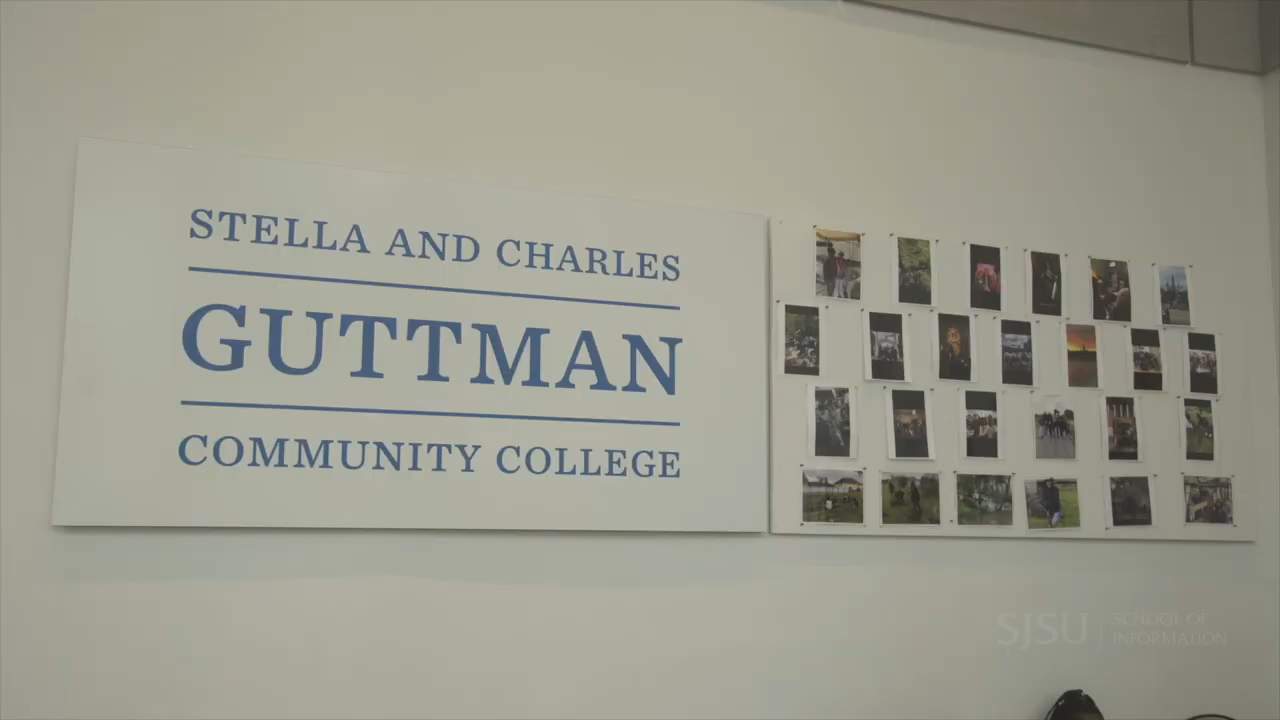 STELLA AND CHARLES
GUTTMAN
COMMUNITY COLLEGE
SJSU | SCHOOL OF
INFORMATION